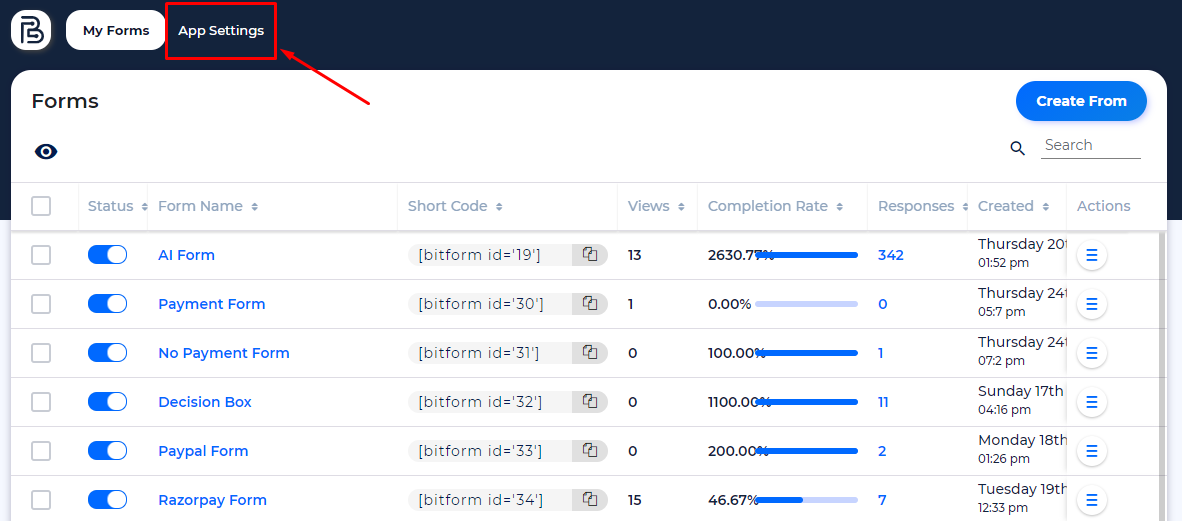 My Forms App Settings
Forms
Create From
Search
Status Form Name Short Code Views Completion Rate Responses Created Actions
AI Form [bitform id='19'] 13 2630.77% 342 Thursday 20t
01:52 pm
Payment Form [bitform id='30'] 1 0.00% 0 Thursday 24t
05:7 pm
No Payment Form [bitform id='31'] 0 100.00% 1 Thursday 24t
07:2 pm
Decision Box [bitform id='32'] 0 1100.00% 11 Sunday 17th
04:16 pm
Paypal Form [bitform id='33'] 0 200.00% 2 Monday 18th
01:26 pm
Razorpay Form [bitform id='34'] 15 46.67% 7 Tuesday 19th
12:33 pm